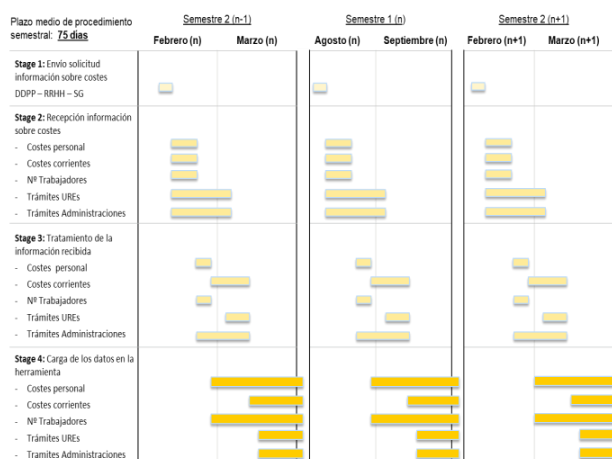 Plazo medio de procedimiento
semestral: 75 dias
Semestre 2 (n-1)
Semestre 1 (n)
Semestre 2 (n+1)
Febrero (n)
Marzo (n)
Agosto (n)
Septiembre (n)
Febrero (n+1)
Marzo (n+1)
Stage 1: Envío solicitud
información sobre costes
DDPP – RRHH – SG
Stage 2: Recepción información
sobre costes
- Costes personal
- Costes corrientes
- Nº Trabajadores
- Trámites UREs
- Trámites Administraciones
Stage 3: Tratamiento de la
información recibida
- Costes personal
- Costes corrientes
- Nº Trabajadores
- Trámites UREs
- Trámites Administraciones
Stage 4: Carga de los datos en la
herramienta
- Costes personal
- Costes corrientes
- Nº Trabajadores
- Trámites UREs
- Tramites Administraciones